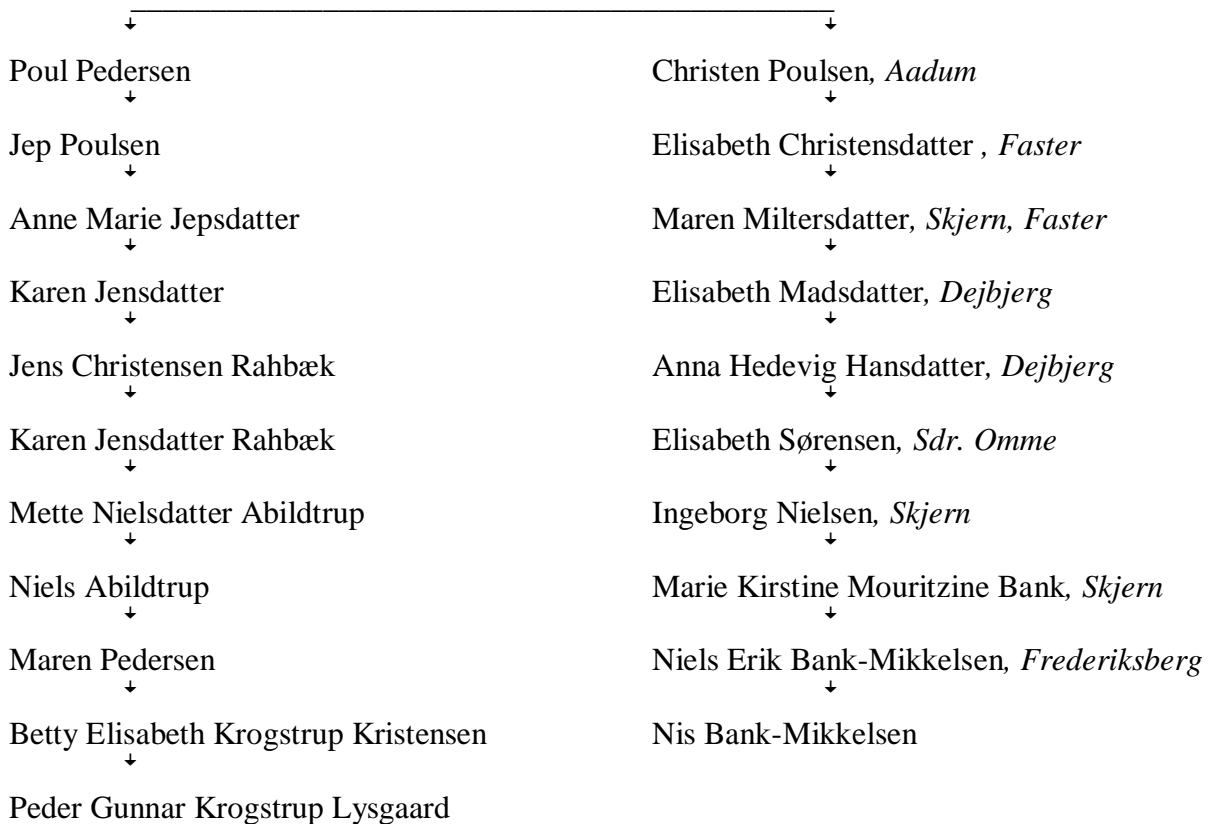 Poul Pedersen
Christen Poulsen, Aadum
Jep Poulsen
Elisabeth Christensdatter , Faster
Anne Marie Jepsdatter
Maren Miltersdatter, Skjern, Faster
Karen Jensdatter
Elisabeth Madsdatter, Dejbjerg
Jens Christensen Rahbæk
Anna Hedevig Hansdatter, Dejbjerg
Karen Jensdatter Rahbæk
Elisabeth Sørensen, Sdr. Omme
Mette Nielsdatter Abildtrup
Ingeborg Nielsen, Skjern
Niels Abildtrup
Marie Kirstine Mouritzine Bank, Skjern
Maren Pedersen
Niels Erik Bank-Mikkelsen, Frederiksberg
Betty Elisabeth Krogstrup Kristensen
Nis Bank-Mikkelsen
Peder Gunnar Krogstrup Lysgaard